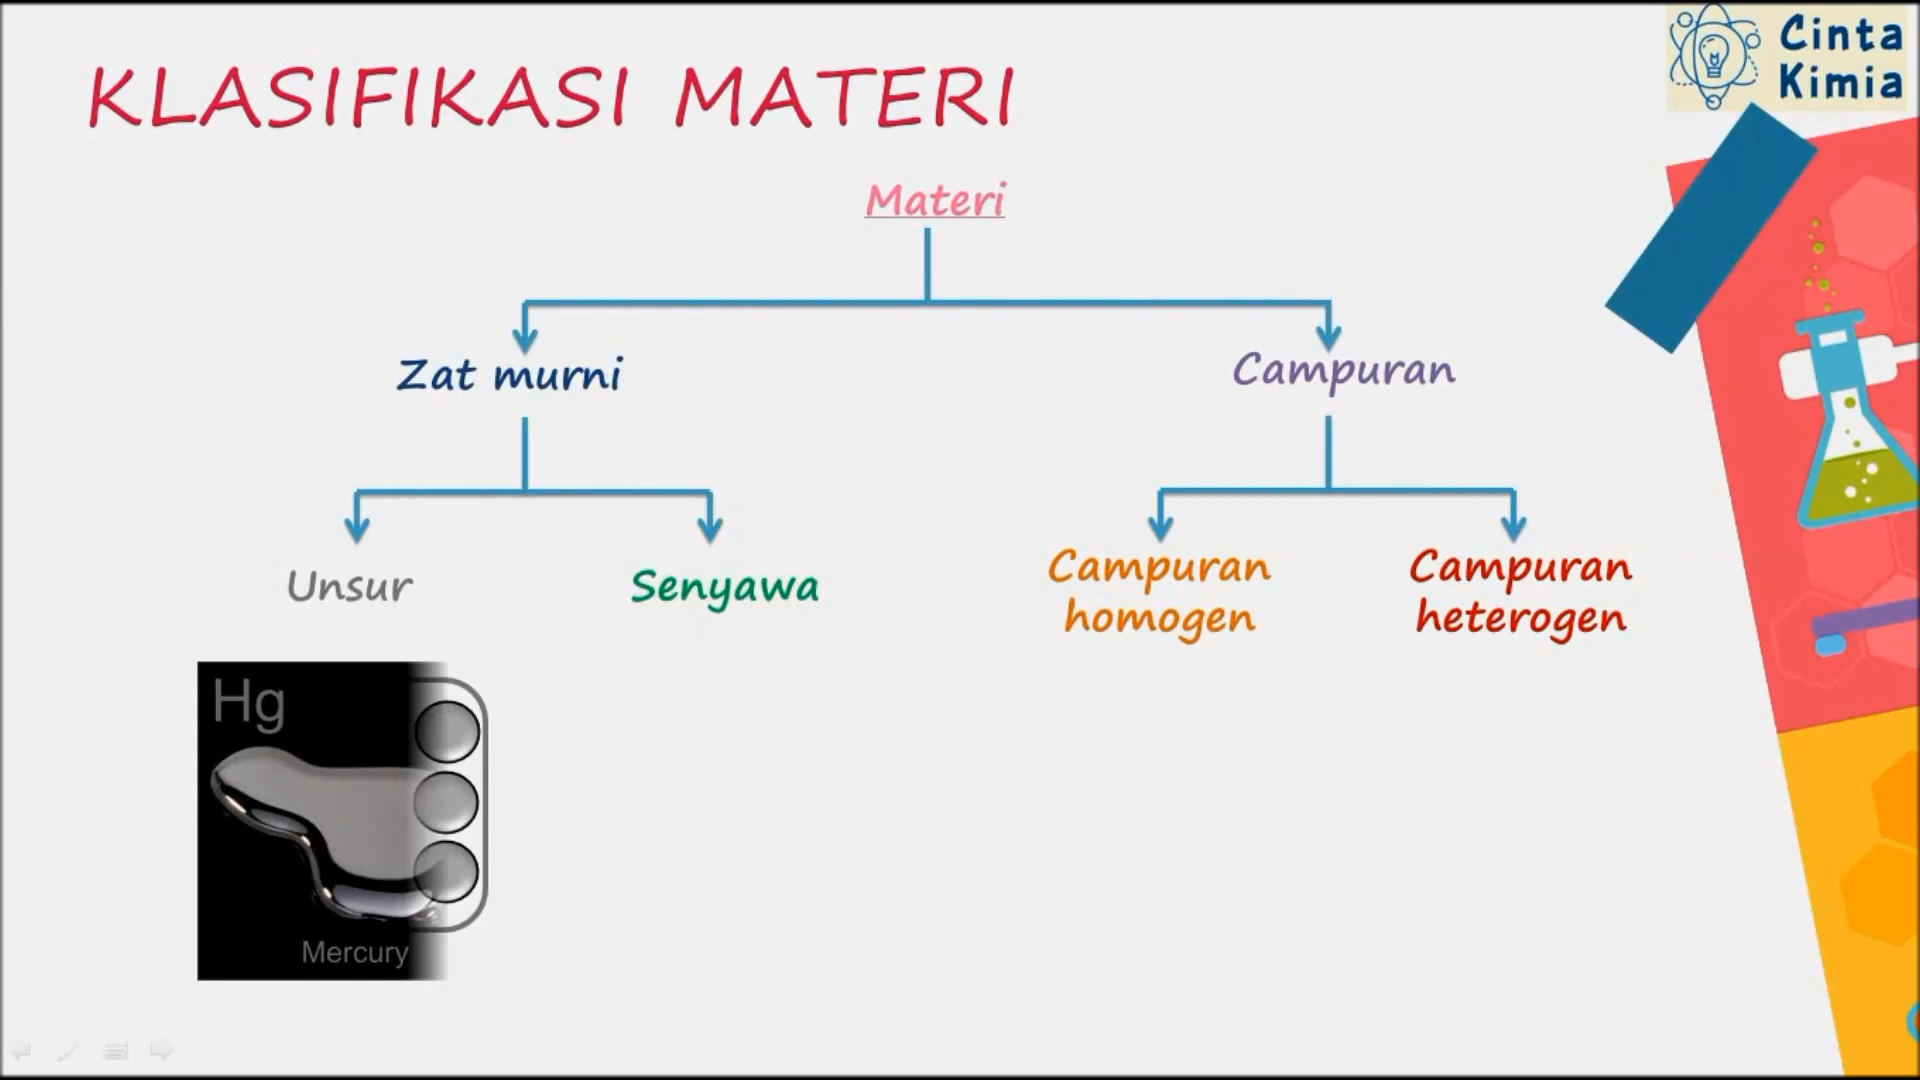 Cinta
Kimia
KLASIFIKASI MATERI
Materi
Zat murni
Campuran
Unsur
Senyawa
Campuran
homogen
Campuran
heterogen
Hg
Mercury